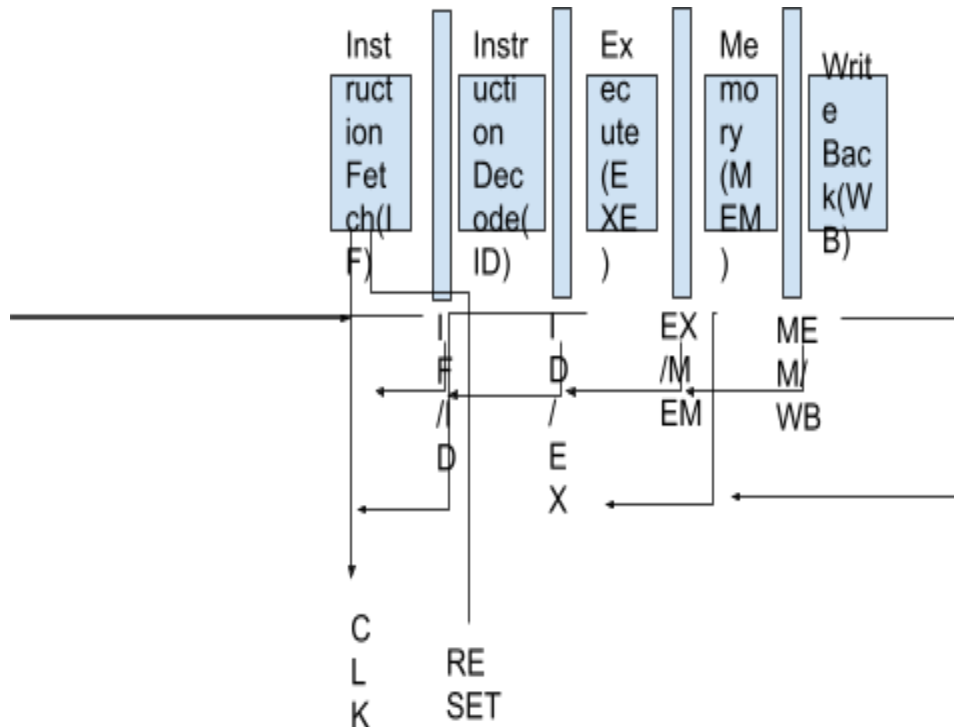 Inst
ruct
ion
Fet
ch(I
F)
Instr
ucti
on
Dec
ode(
ID)
Ex
ec
ute
(E
XE
)
Me
mo
ry
(M
EM
)
Writ
e
Bac
k(W
B)
I
F
/I
D
I
D
/
E
X
EX
/M
EM
ME
M/
WB
C
L
K
RE
SET